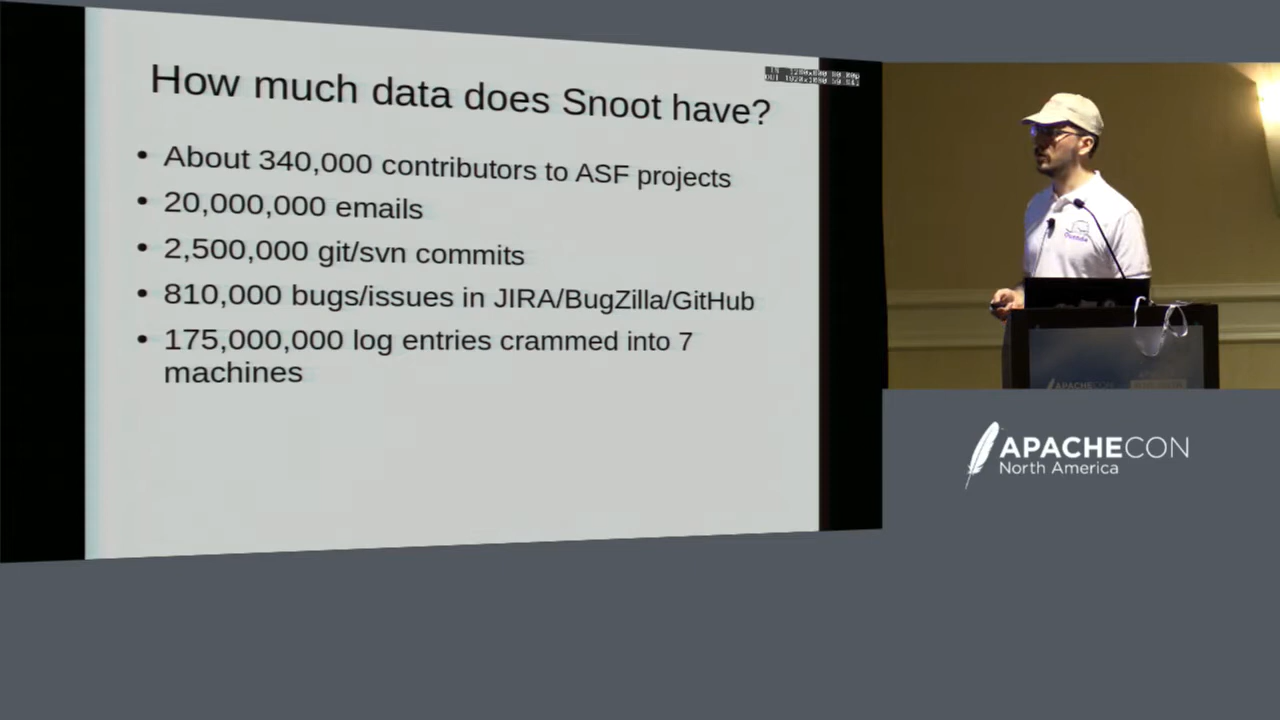 How much data does Snoot have?
• About 340,000 contributors to ASF projects
• 20,000,000 emails
• 2,500,000 git/svn commits
• 810,000 bugs/issues in JIRA/BugZilla/GitHub
• 175,000,000 log entries crammed into 7
machines
APACHECON
North America